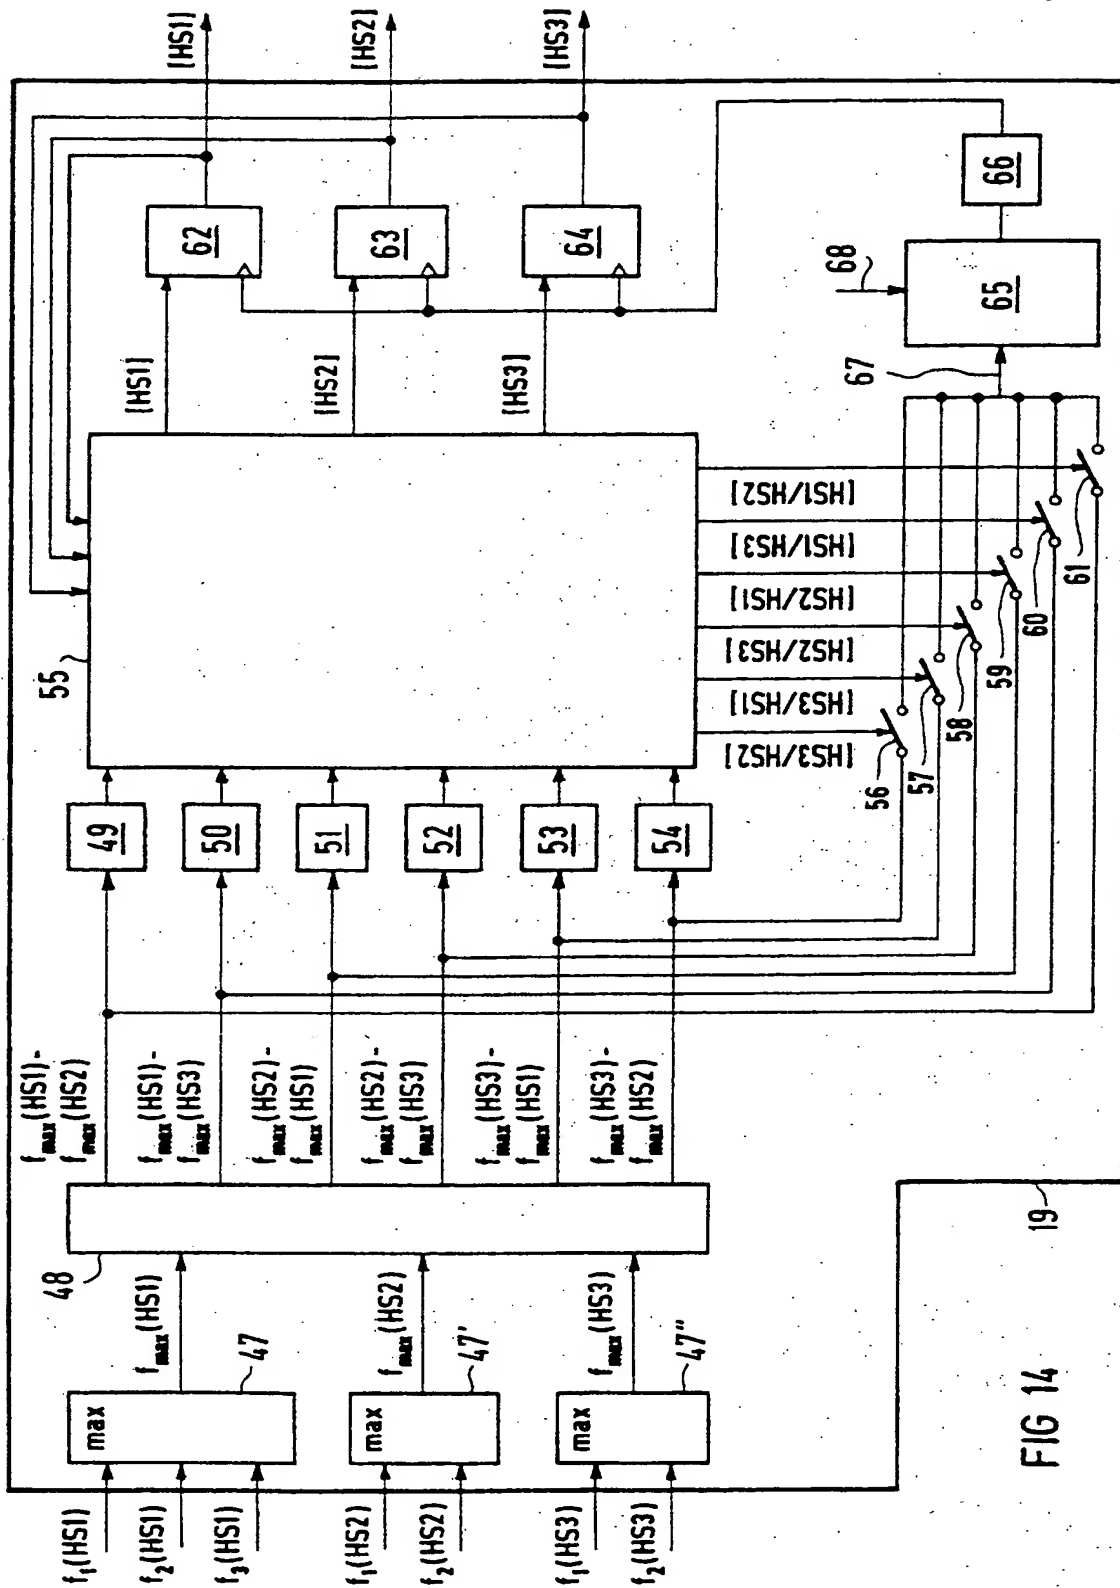 f₁(HS1)
f₂(HS1)
f₃(HS1)
f₁(HS2)
f₂(HS2)
f₁(HS3)
f₂(HS3)
max
47
max
47'
max
47"
fmax(HS1)
fmax(HS2)
fmax(HS3)
48
fmax(HS1)-
fmax(HS2)
fmax(HS1)-
fmax(HS3)
fmax(HS2)-
fmax(HS1)
fmax(HS2)-
fmax(HS3)
fmax(HS3)-
fmax(HS1)
fmax(HS3)-
fmax(HS2)
49
50
51
52
53
54
55
[HS1]
[HS2]
[HS3]
62
63
64
[HS1]
[HS2]
[HS3]
[HS3/HS2]
[HS3/HS1]
[HS2/HS3]
[HS2/HS1]
[HS1/HS3]
[HS1/HS2]
56
57
58
59
60
61
67
68
65
66
19
FIG 14